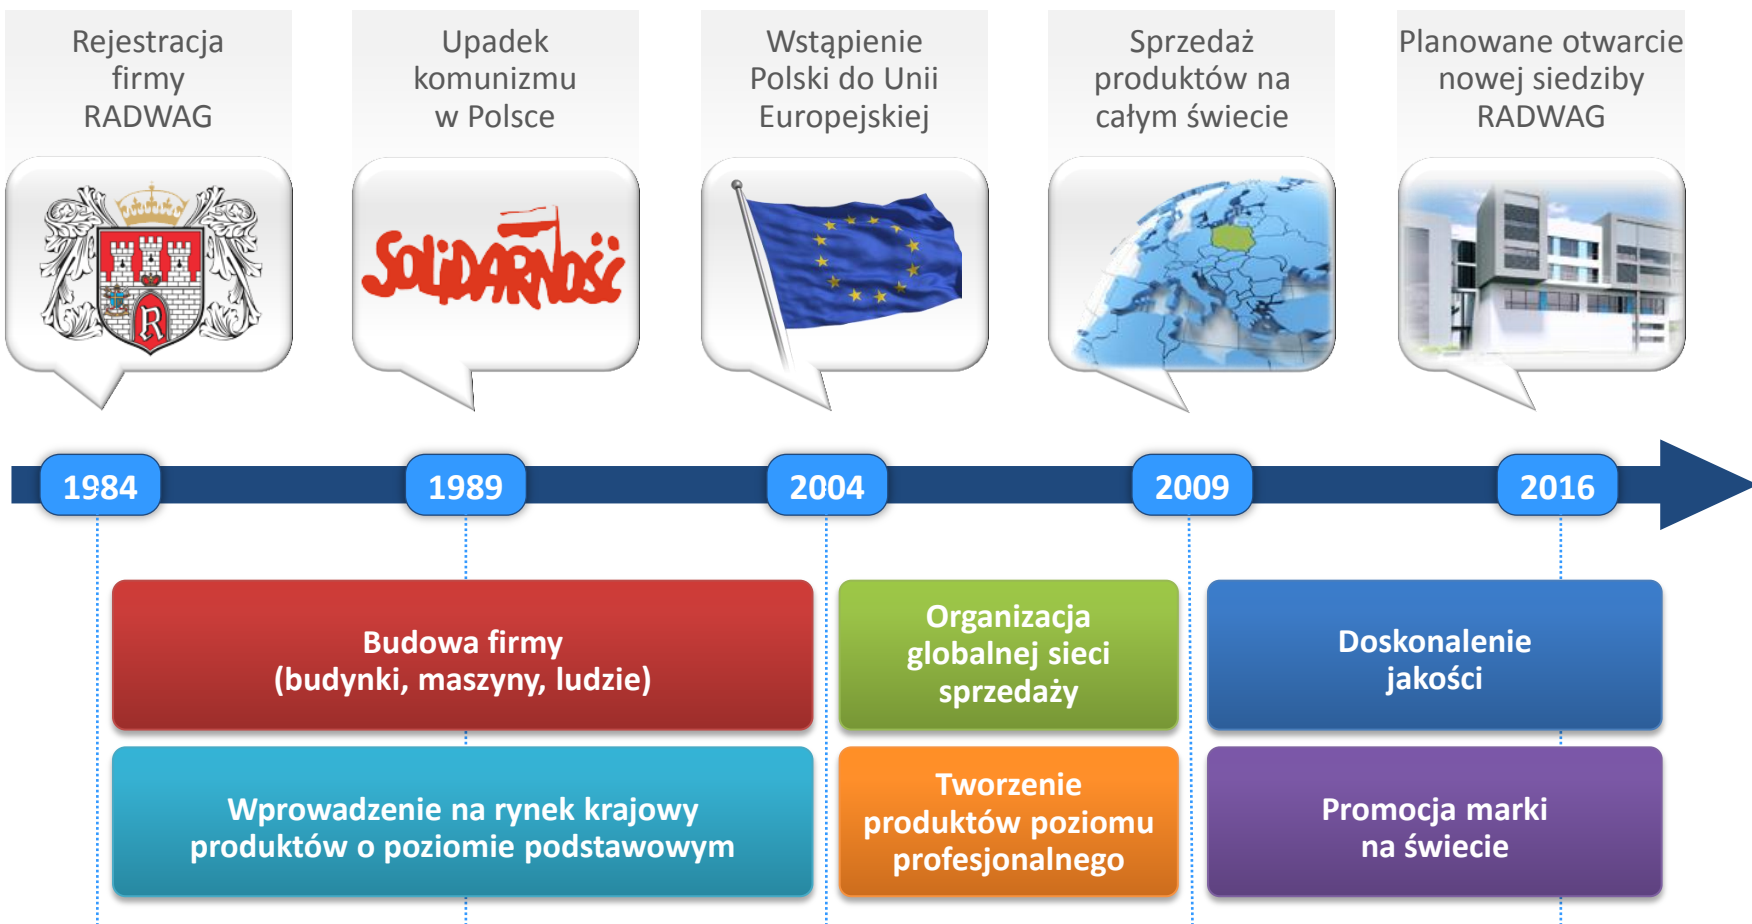 Rejestracja
firmy
RADWAG
Upadek
komunizmu
w Polsce
Wstąpienie
Polski do Unii
Europejskiej
Sprzedaż
produktów na
całym świecie
Planowane otwarcie
nowej siedziby
RADWAG
R
SOLIDARNOŚĆ
1984
1989
2004
2009
2016
Budowa firmy
(budynki, maszyny, ludzie)
Organizacja
globalnej sieci
sprzedaży
Doskonalenie
jakości
Wprowadzenie na rynek krajowy
produktów o poziomie podstawowym
Tworzenie
produktów poziomu
profesjonalnego
Promocja marki
na świecie